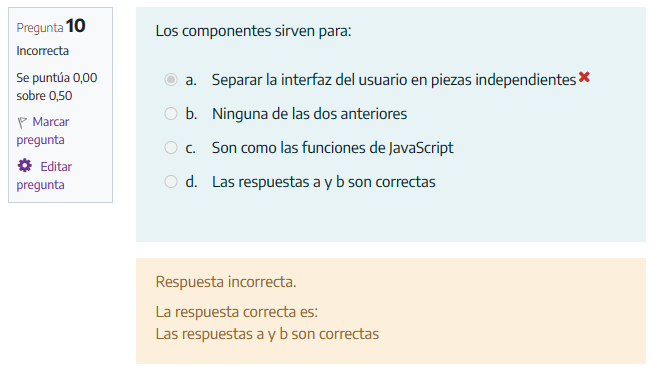 Pregunta 10
Incorrecta
Se puntúa 0,00
sobre 0,50
Marcar
pregunta
Editar
pregunta
Los componentes sirven para:
a. Separar la interfaz del usuario en piezas independientes
b. Ninguna de las dos anteriores
c. Son como las funciones de JavaScript
d. Las respuestas a y b son correctas
Respuesta incorrecta.
La respuesta correcta es:
Las respuestas a y b son correctas